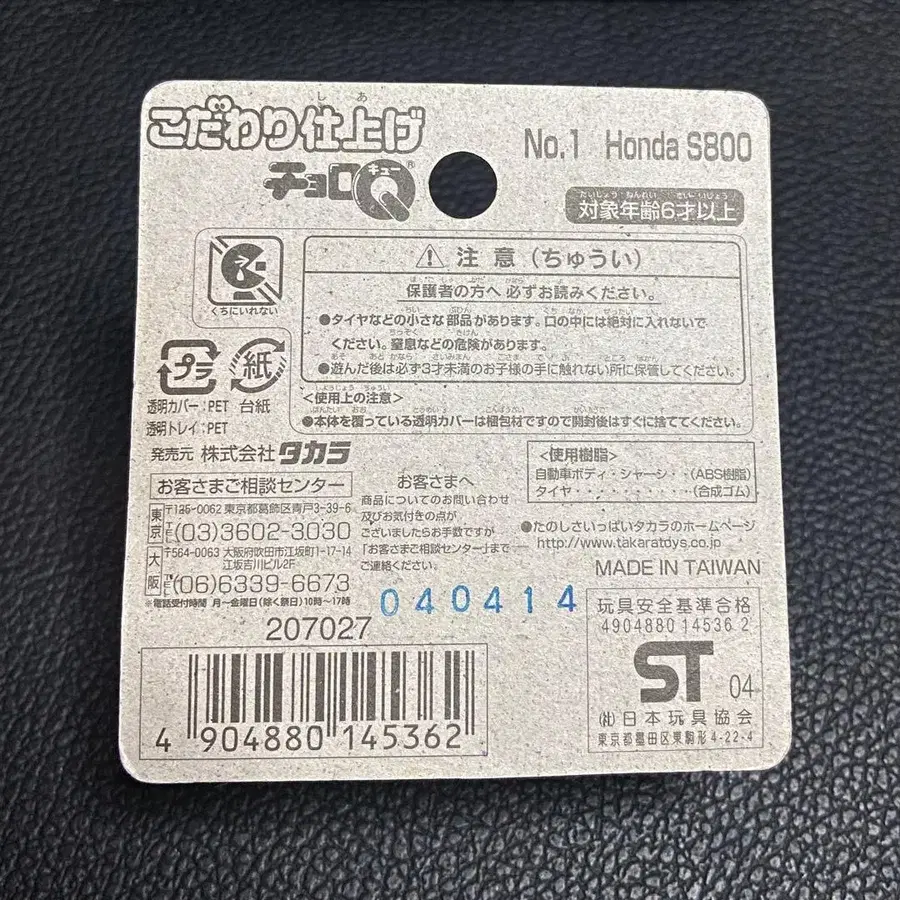 こだわり仕上げ
チョロQ
キュー
®
No.1 Honda S800
対象年齢6才以上
くちにいれない
⚠ 注意(ちゅうい)
保護者の方へ 必ずお読みください。
●タイヤなどの小さな部品があります。口の中には絶対に入れないで
ください。窒息などの危険があります。
●遊んだ後は必ず3才未満のお子様の手に触れない所に保管してください。
<使用上の注意>
●本体を覆っている透明カバーは梱包材ですので開封後はすぐに捨ててください。
プラ
紙
透明カバー:PET 台紙
透明トレイ:PET
発売元 株式会社タカラ
お客さまご相談センター
東京
〒125-0062 東京都葛飾区青戸3-39-6
TEL(03)3602-3030
大阪
〒564-0063 大阪府吹田市江坂町1-17-14
江坂吉川ビル2F
TEL(06)6339-6673
※電話受付時間 月〜金曜日(除く祭日)10時〜17時
お客さまへ
商品についてのお問い合わせ
及びお気付きの点が
ございましたらお手数ですが
「お客さまご相談センター」まで
ご連絡ください。
<使用樹脂>
自動車ボディ・シャーシ・・(ABS樹脂)
タイヤ・・・・・・・・・・・(合成ゴム)
●たのしさいっぱいタカラのホームページ
http://www.takaratoys.co.jp
MADE IN TAIWAN
040414
207027
4 904880 145362
玩具安全基準合格
4904880 14536 2
ST 04
(社)日本玩具協会
東京都墨田区東駒形4-22-4